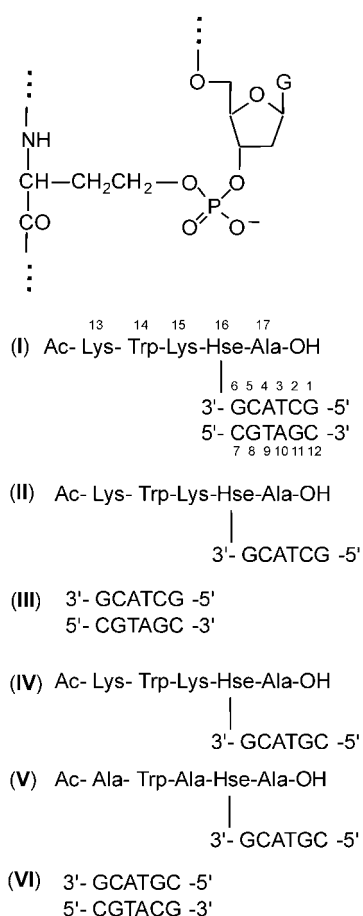 O
O
G
NH
O
CH—CH₂CH₂—O
P
CO
O
O⁻
13 14 15 16 17
(I) Ac- Lys- Trp-Lys-Hse-Ala-OH
6 5 4 3 2 1
3'- GCATCG -5'
5'- CGTAGC -3'
7 8 9 10 11 12
(II) Ac- Lys- Trp-Lys-Hse-Ala-OH
3'- GCATCG -5'
(III) 3'- GCATCG -5'
5'- CGTAGC -3'
(IV) Ac- Lys- Trp-Lys-Hse-Ala-OH
3'- GCATGC -5'
(V) Ac- Ala- Trp-Ala-Hse-Ala-OH
3'- GCATGC -5'
(VI) 3'- GCATGC -5'
5'- CGTACG -3'